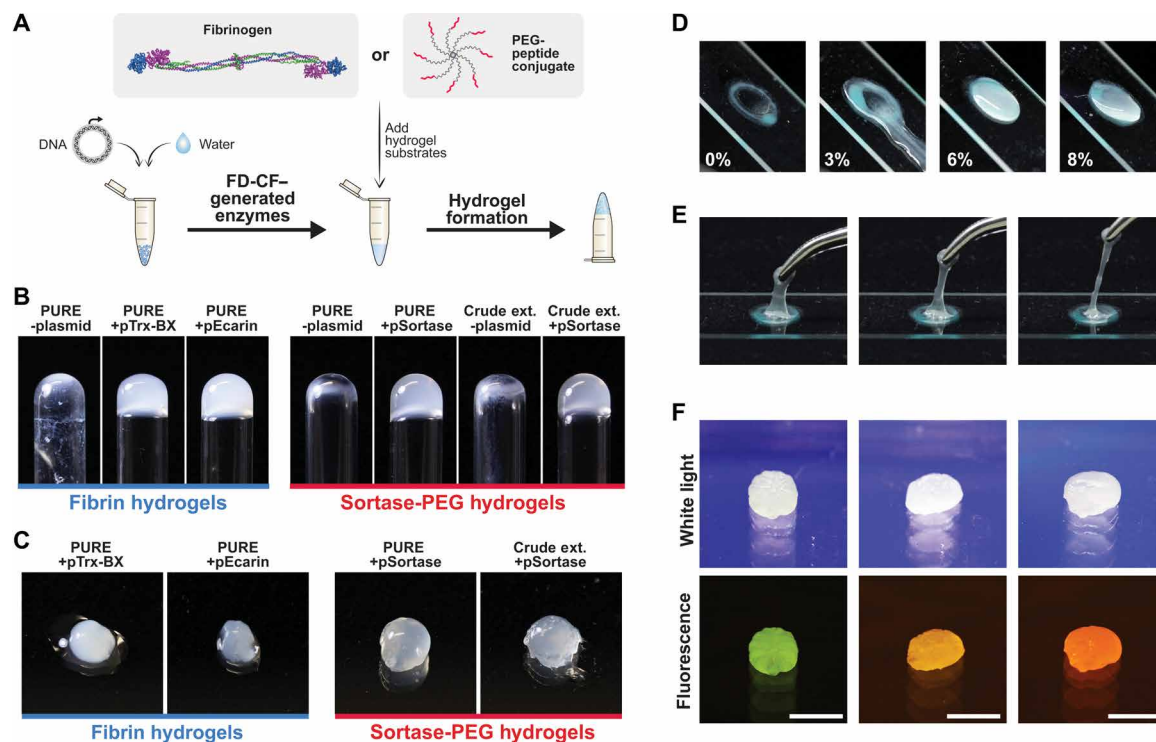 A
Fibrinogen
or
PEG-
peptide
conjugate
DNA
Water
Add
hydrogel
substrates
FD-CF–
generated
enzymes
Hydrogel
formation
B
PURE
-plasmid
PURE
+pTrx-BX
PURE
+pEcarin
PURE
-plasmid
PURE
+pSortase
Crude ext.
-plasmid
Crude ext.
+pSortase
Fibrin hydrogels
Sortase-PEG hydrogels
C
PURE
+pTrx-BX
PURE
+pEcarin
PURE
+pSortase
Crude ext.
+pSortase
Fibrin hydrogels
Sortase-PEG hydrogels
D
0%
3%
6%
8%
E
F
White light
Fluorescence